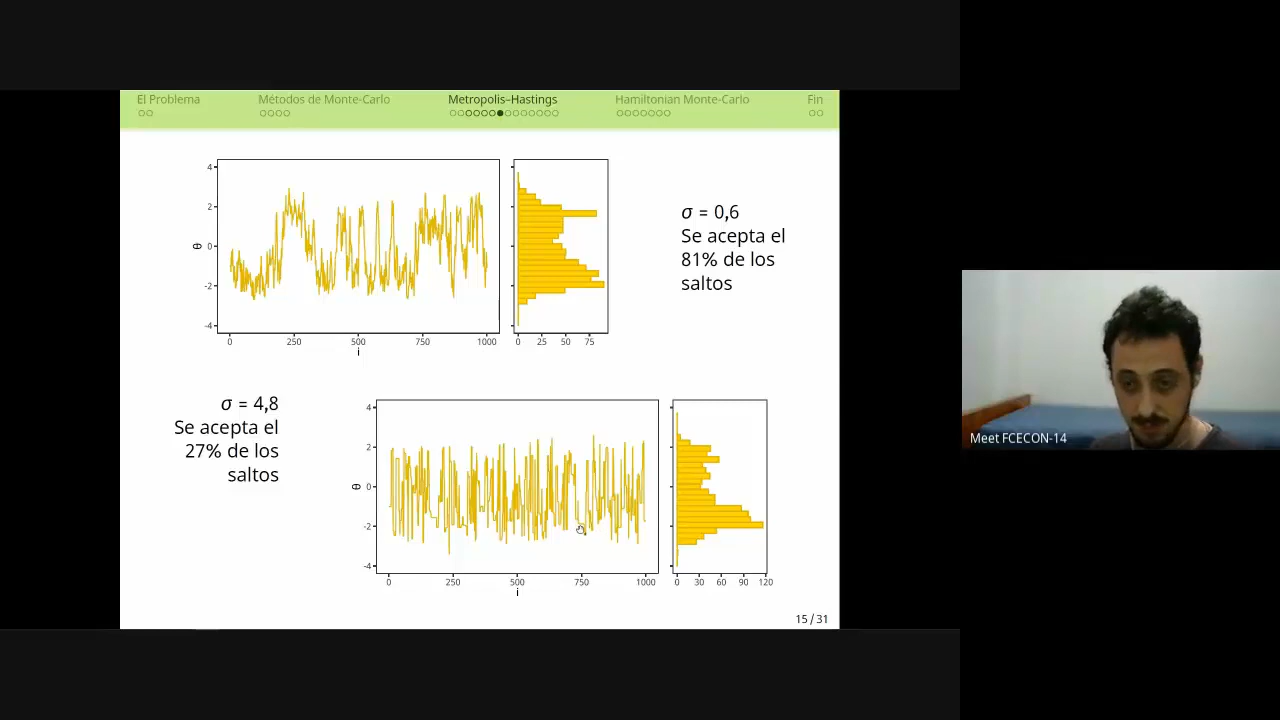 El Problema Métodos de Monte-Carlo Metropolis–Hastings Hamiltonian Monte-Carlo Fin
4
2
0
-2
-4
θ
0 250 500 750 1000
i
0 25 50 75
σ = 0,6
Se acepta el
81% de los
saltos
σ = 4,8
Se acepta el
27% de los
saltos
4
2
0
-2
-4
θ
0 250 500 750 1000
i
0 30 60 90 120
15 / 31
Meet FCECON-14